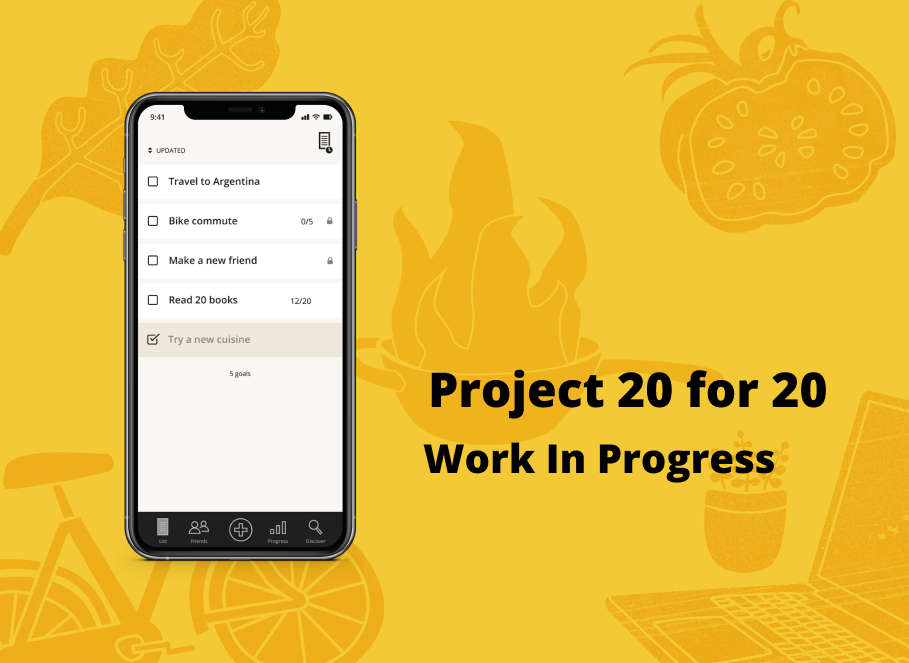 9:41
UPDATED
Travel to Argentina
Bike commute 0/5
Make a new friend
Read 20 books 12/20
Try a new cuisine
5 goals
List Friends Progress Discover
Project 20 for 20
Work In Progress